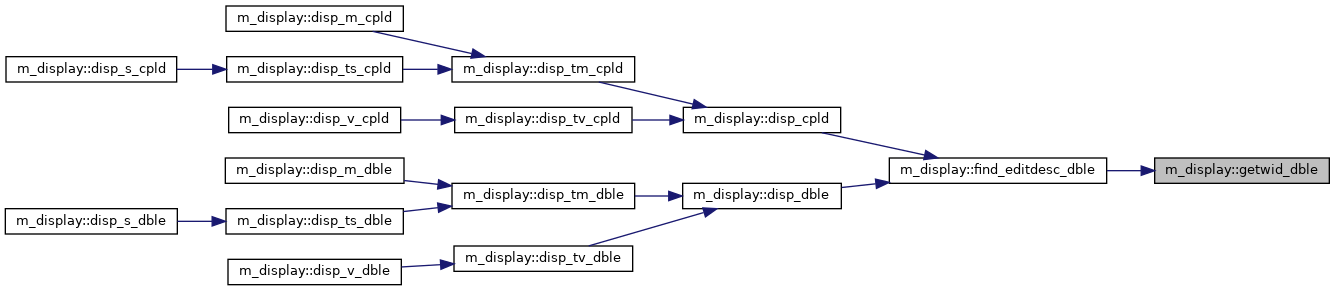 m_display::disp_m_cpld
m_display::disp_s_cpld
m_display::disp_ts_cpld
m_display::disp_tm_cpld
m_display::disp_v_cpld
m_display::disp_tv_cpld
m_display::disp_cpld
m_display::disp_m_dble
m_display::find_editdesc_dble
m_display::getwid_dble
m_display::disp_tm_dble
m_display::disp_dble
m_display::disp_s_dble
m_display::disp_ts_dble
m_display::disp_tv_dble
m_display::disp_v_dble